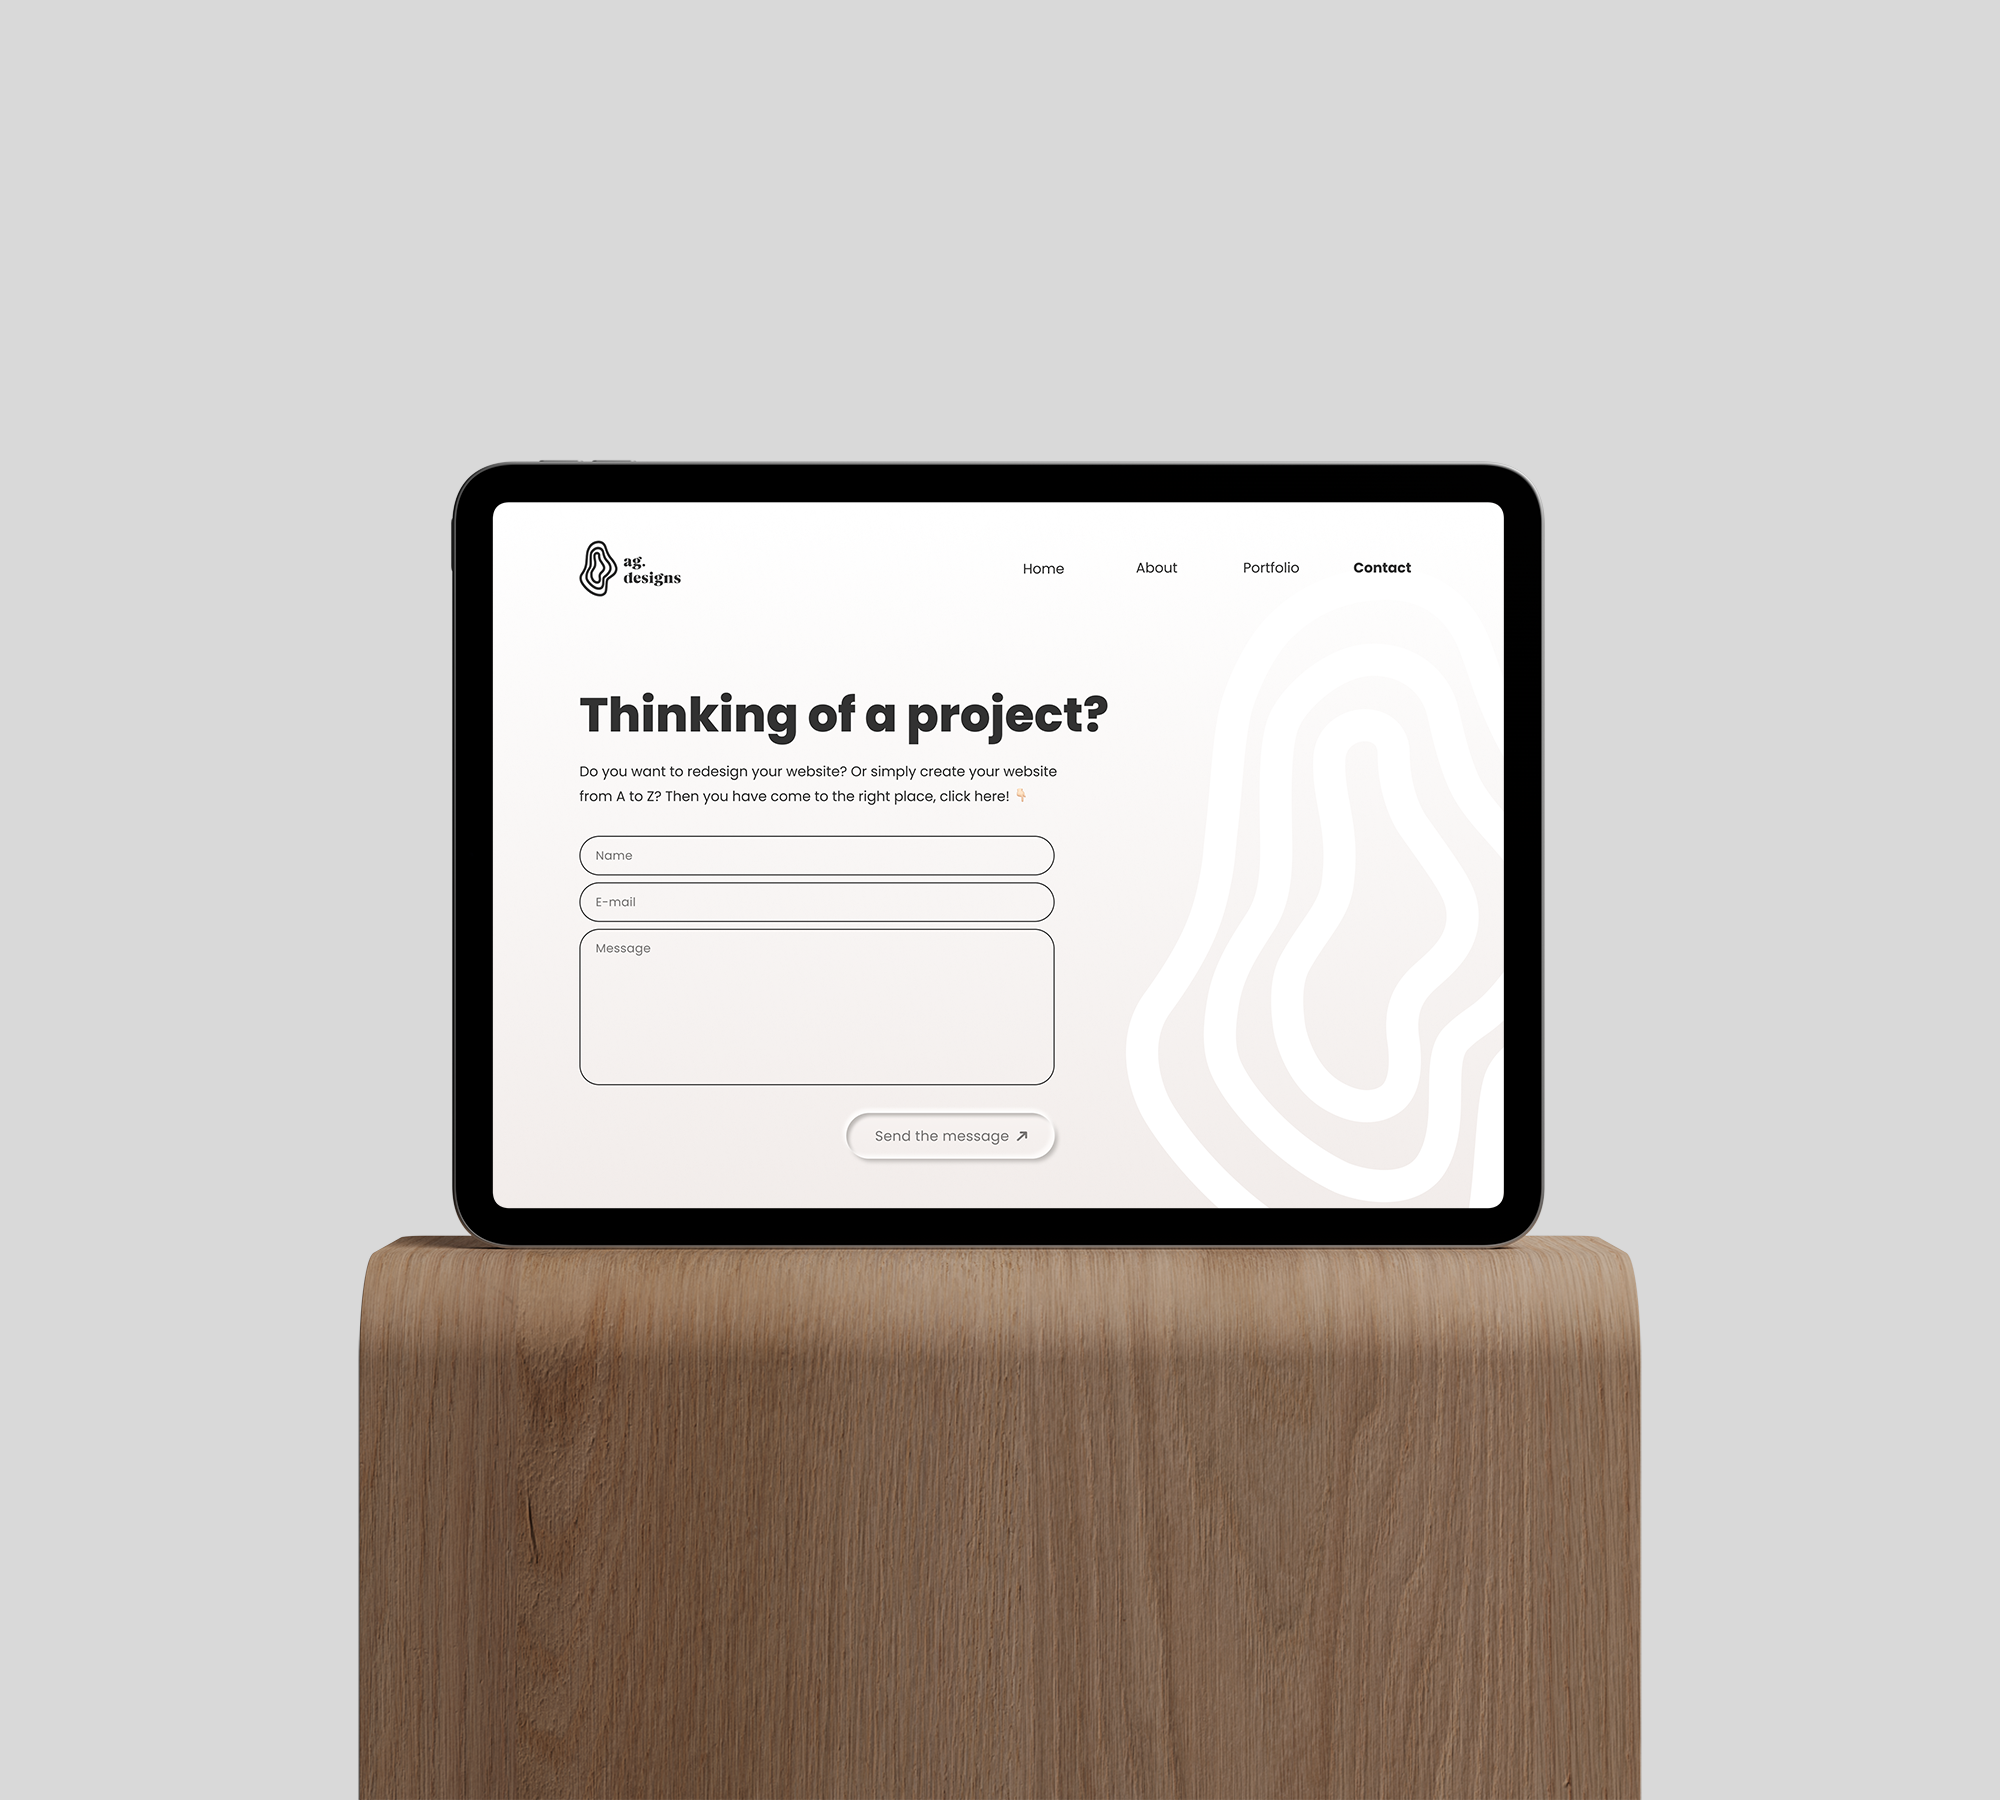 ag.
designs
Home About Portfolio Contact
Thinking of a project?
Do you want to redesign your website? Or simply create your website
from A to Z? Then you have come to the right place, click here! 👇🏻
Name
E-mail
Message
Send the message ↗